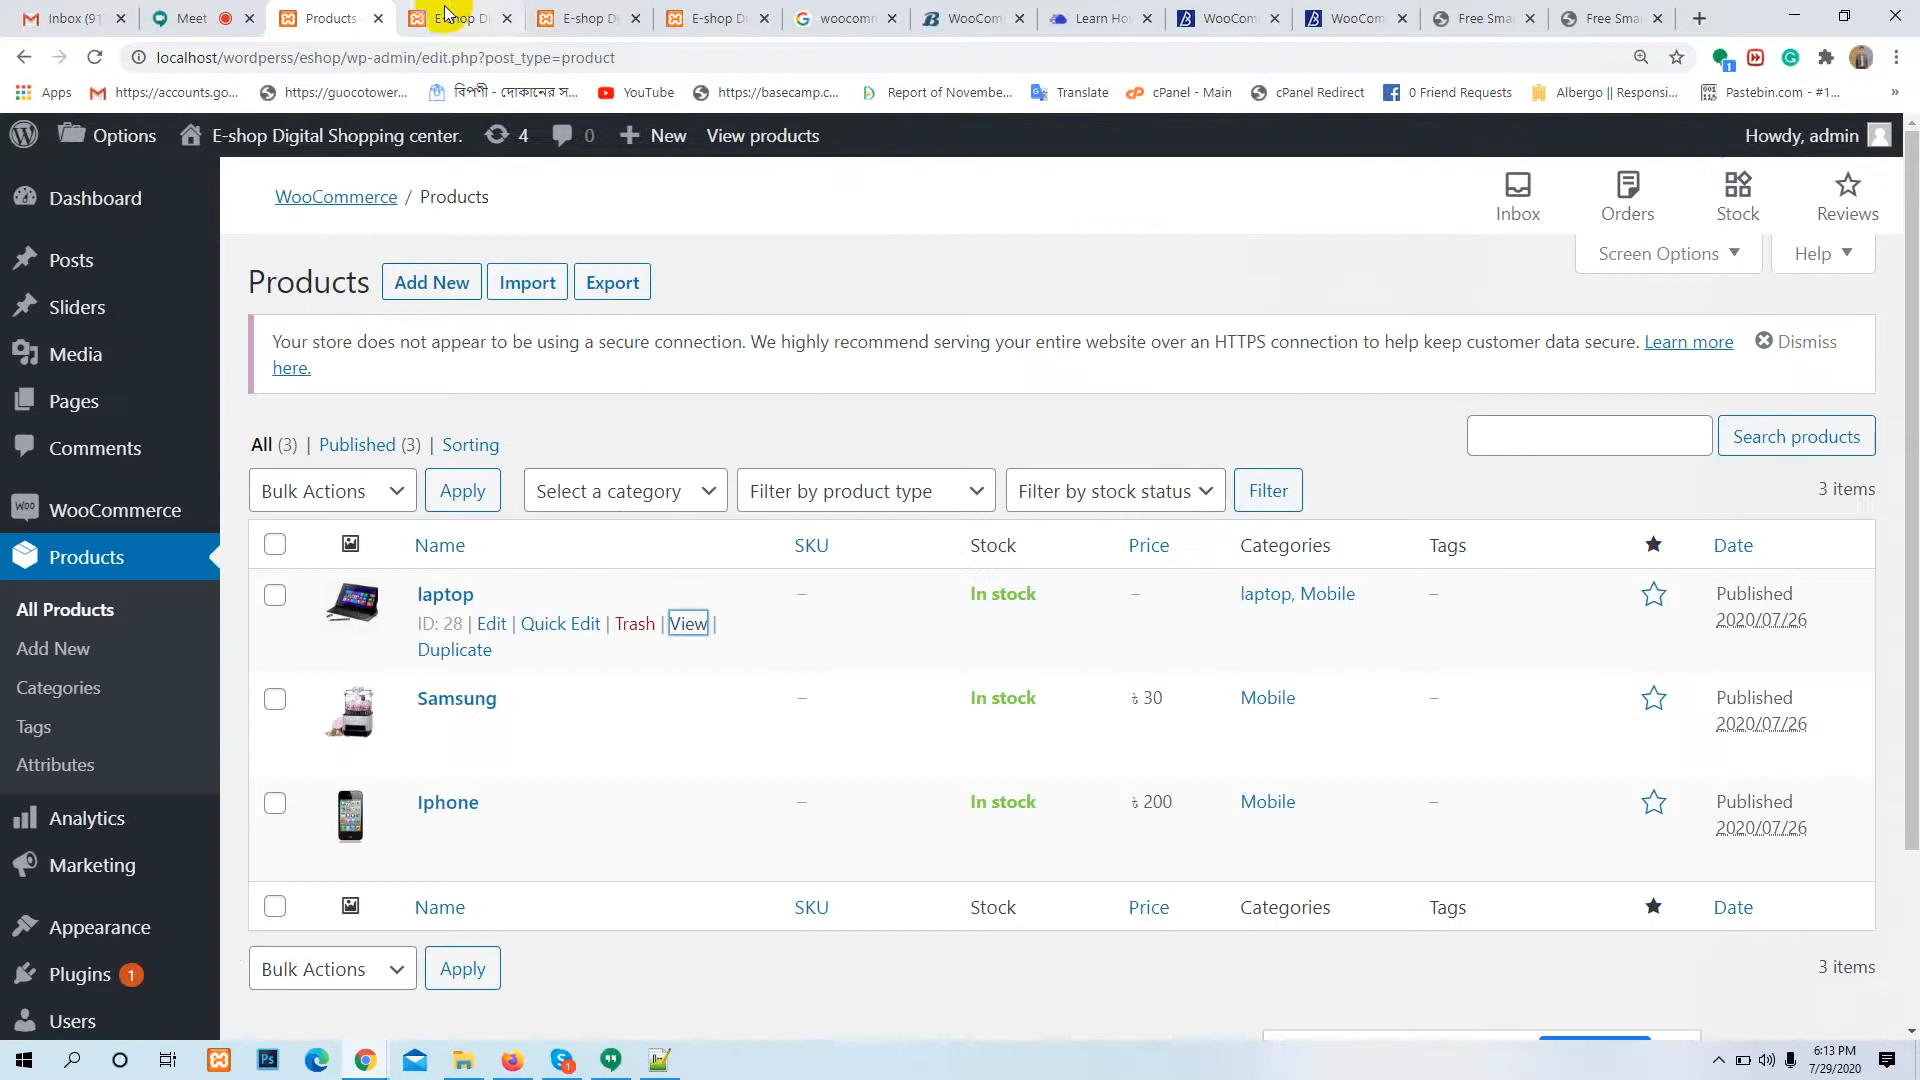 Inbox (91
Meet
Products
E-shop Di
E-shop Di
E-shop Di
woocomm
WooCom
Learn Ho
WooCom
WooCom
Free Sma
Free Sma
localhost/wordperss/eshop/wp-admin/edit.php?post_type=product
1
Apps
https://accounts.go...
https://guocotower...
বিপণী - দোকানের স...
YouTube
https://basecamp.c...
Report of Novembe...
Translate
cPanel - Main
cPanel Redirect
0 Friend Requests
Albergo || Responsi...
Pastebin.com - #1...
»
Options
E-shop Digital Shopping center.
4
0
New
View products
Howdy, admin
Dashboard
Posts
Sliders
Media
Pages
Comments
WooCommerce
Products
All Products
Add New
Categories
Tags
Attributes
Analytics
Marketing
Appearance
Plugins 1
Users
WooCommerce / Products
Inbox
Orders
Stock
Reviews
Screen Options
Help
Products
Add New
Import
Export
Your store does not appear to be using a secure connection. We highly recommend serving your entire website over an HTTPS connection to help keep customer data secure. Learn more
here.
Dismiss
All (3) | Published (3) | Sorting
Search products
Bulk Actions
Apply
Select a category
Filter by product type
Filter by stock status
Filter
3 items
Name SKU Stock Price Categories Tags Date
laptop – In stock – laptop, Mobile – Published
2020/07/26
ID: 28 | Edit | Quick Edit | Trash | View |
Duplicate
Samsung – In stock ৳ 30 Mobile – Published
2020/07/26
Iphone – In stock ৳ 200 Mobile – Published
2020/07/26
Name SKU Stock Price Categories Tags Date
Bulk Actions
Apply
3 items
Ps
1
6:13 PM
7/29/2020